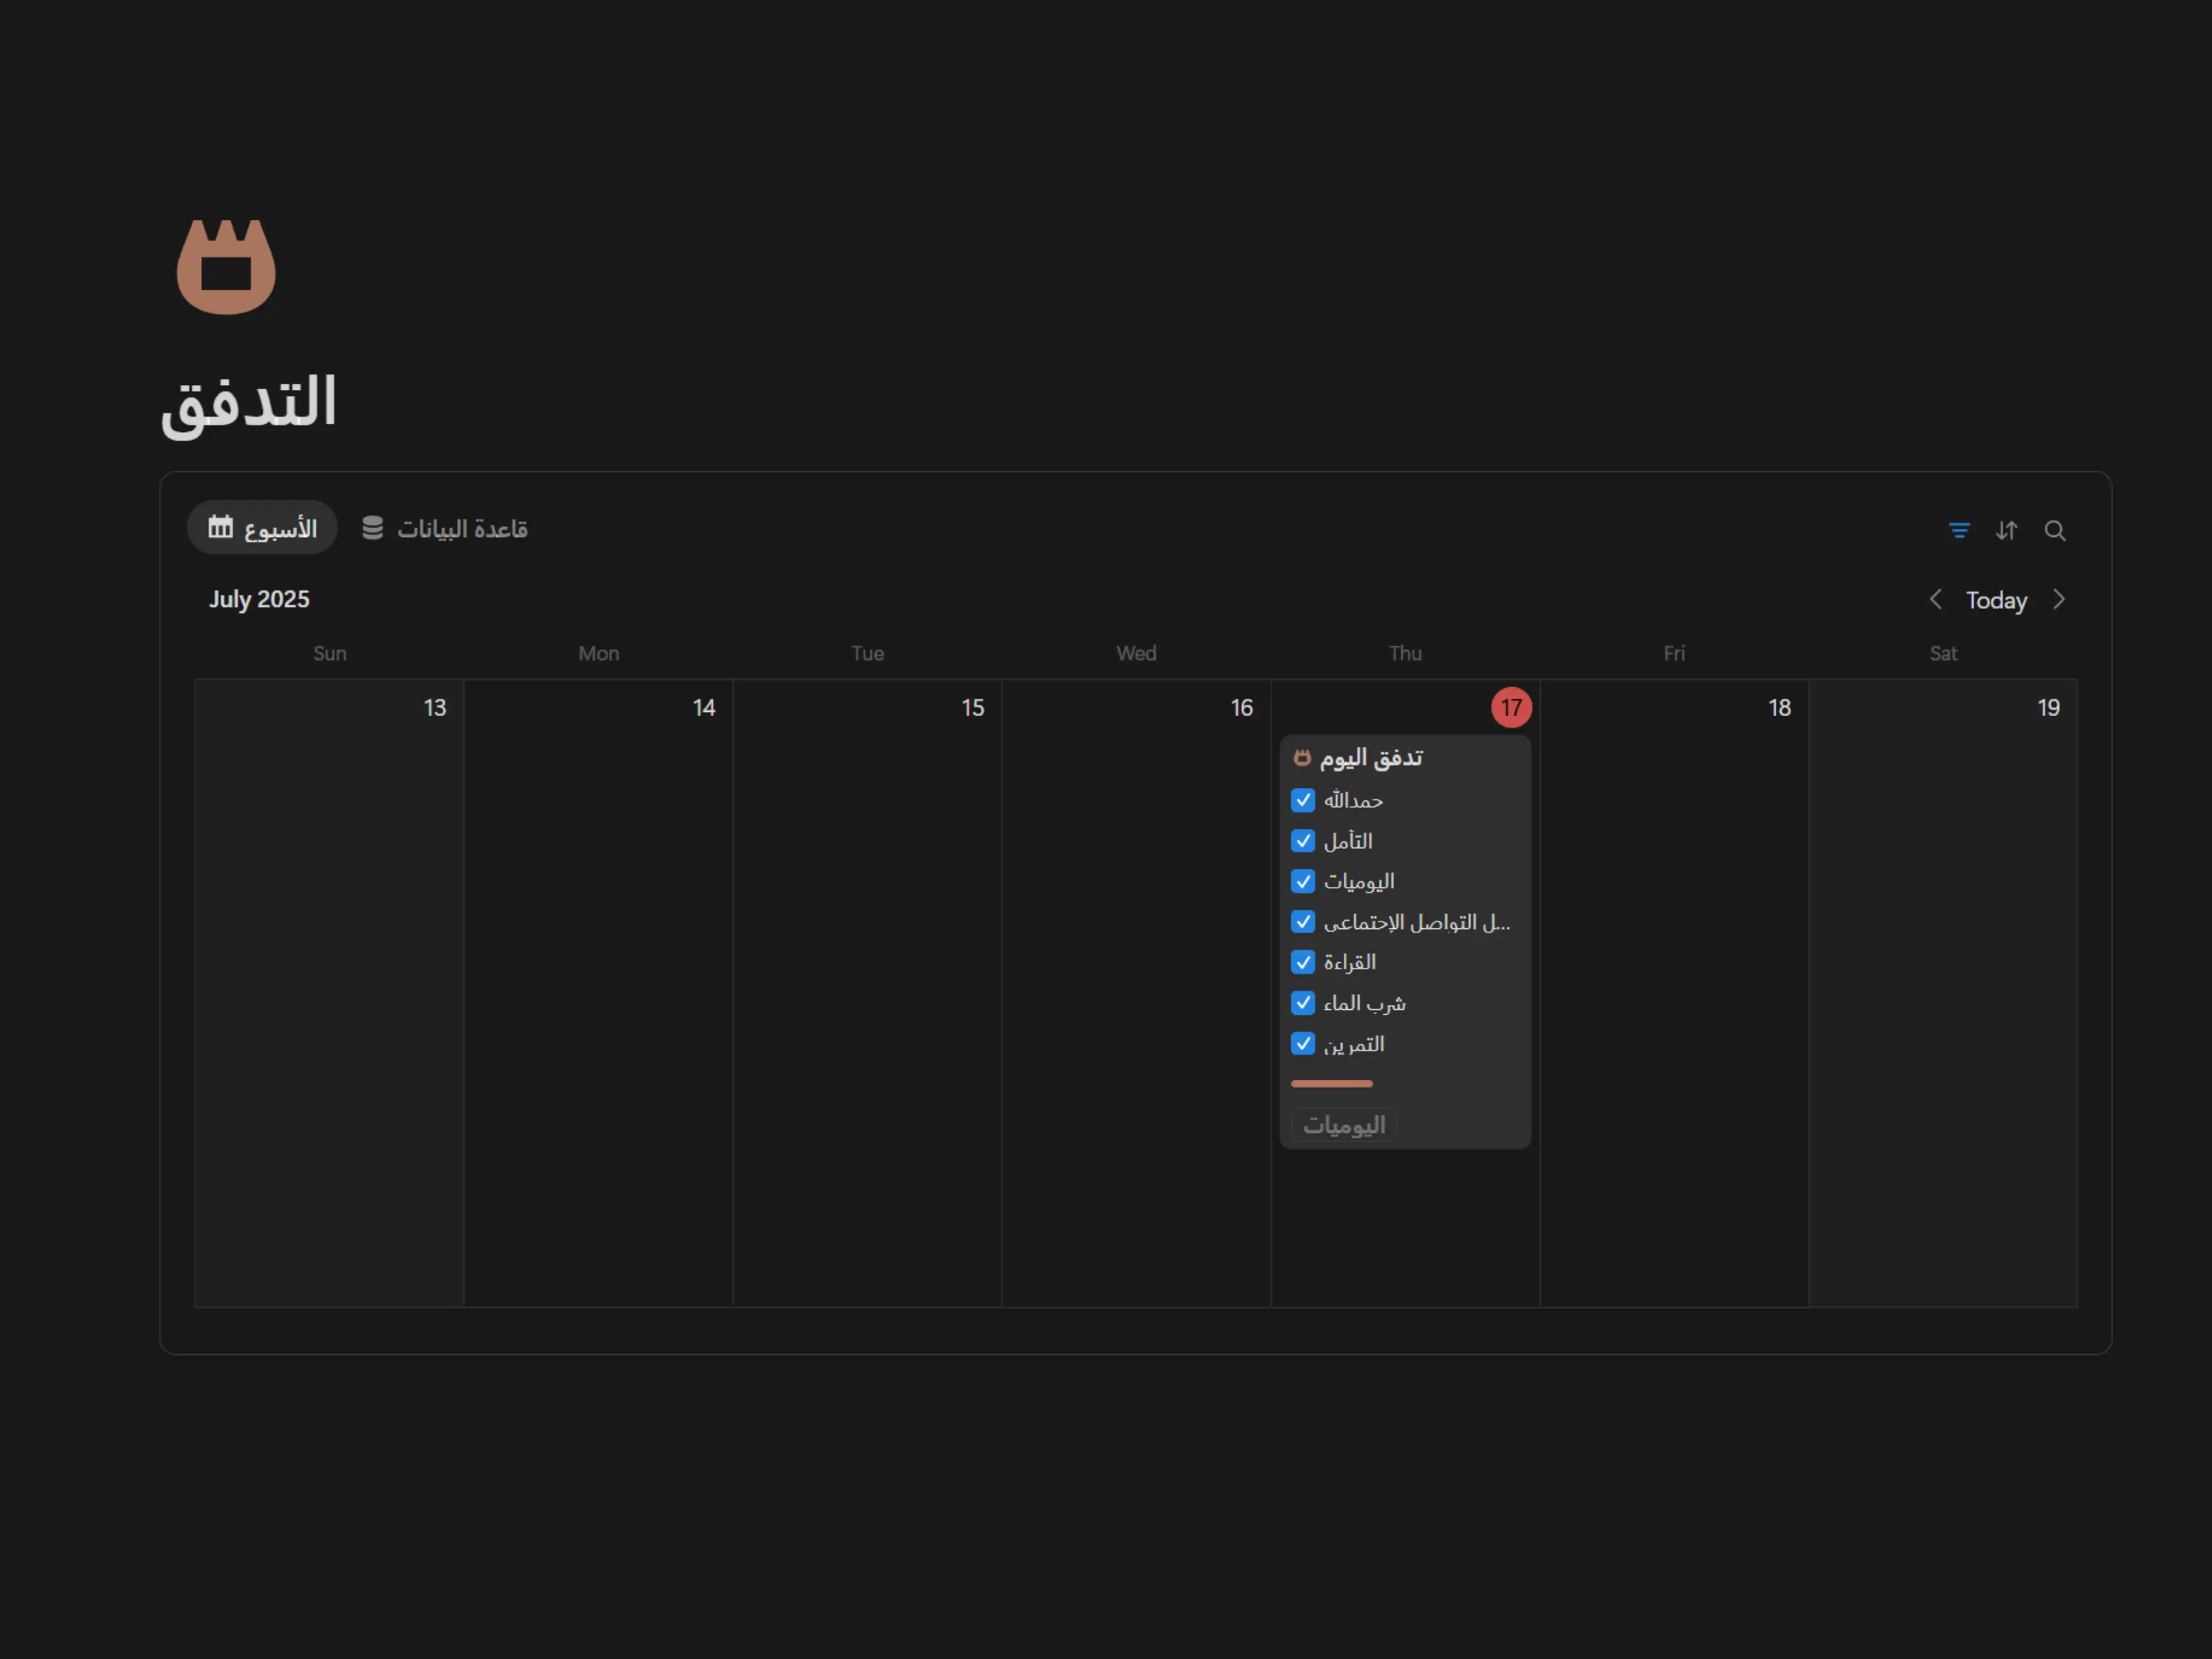 التدفق
الأسبوع قاعدة البيانات
July 2025 Today
Sun Mon Tue Wed Thu Fri Sat
13 14 15 16 17 18 19
تدفق اليوم
حمدالله
التأمل
اليوميات
ل التواصل الإجتماعى...
القراءة
شرب الماء
التمرين
اليوميات